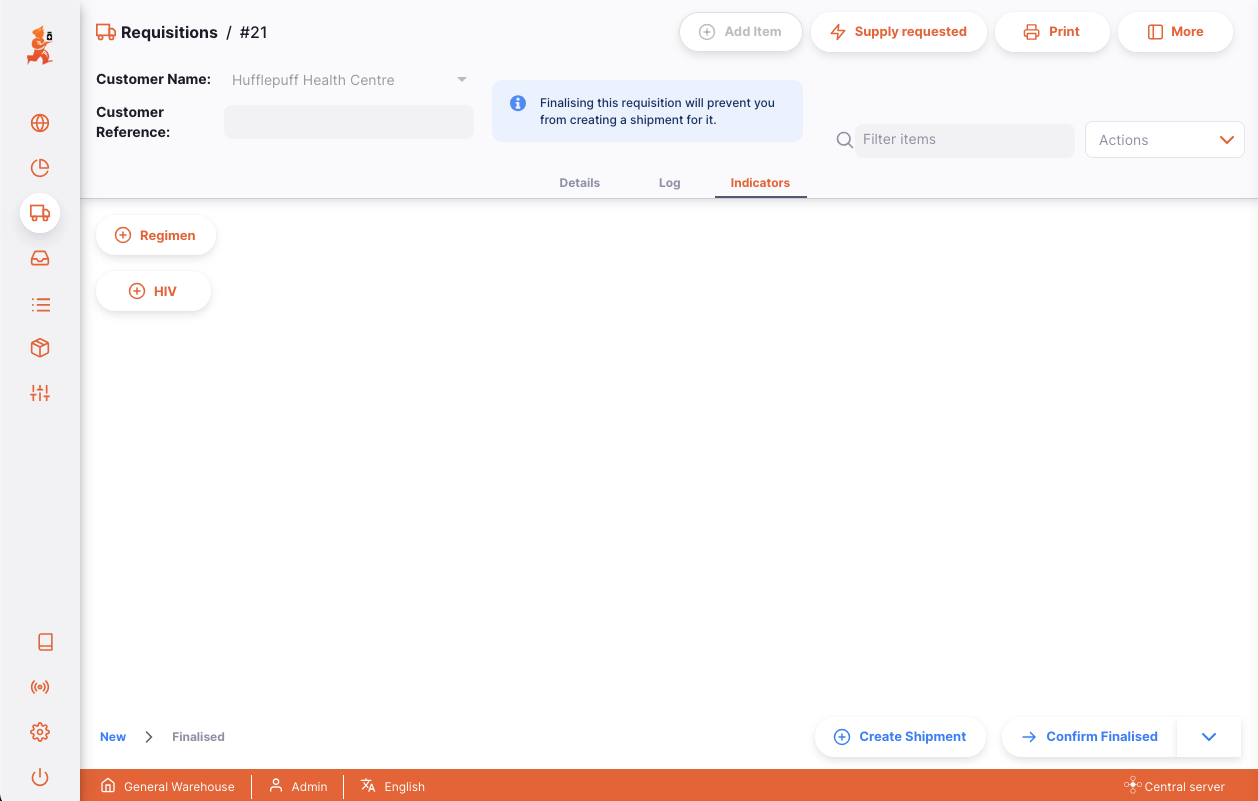 Requisitions / #21
Add Item
Supply requested
Print
More
Customer Name:
Hufflepuff Health Centre
Customer
Reference:
Finalising this requisition will prevent you
from creating a shipment for it.
Filter items
Actions
Details
Log
Indicators
Regimen
HIV
New
Finalised
Create Shipment
Confirm Finalised
General Warehouse
Admin
English
Central server